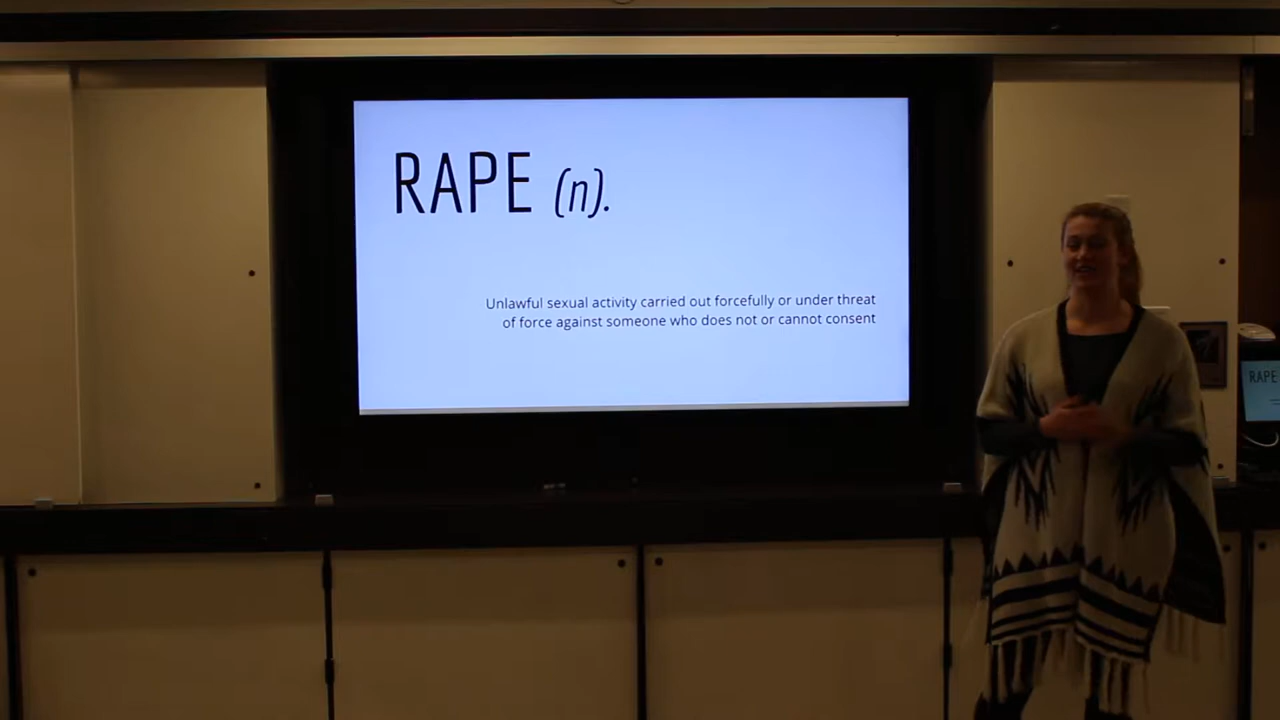 RAPE (n).
Unlawful sexual activity carried out forcefully or under threat
of force against someone who does not or cannot consent
RAPE